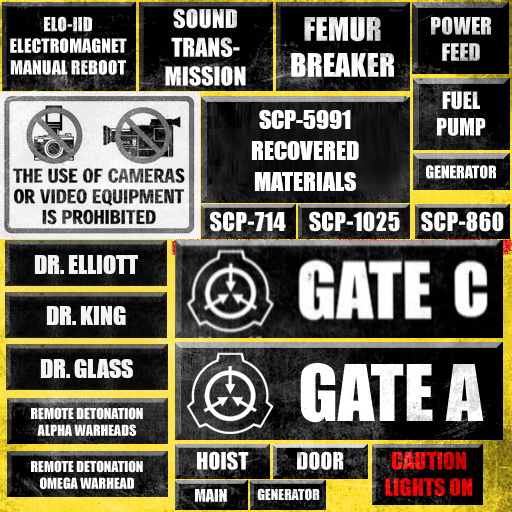 ELO-IID
ELECTROMAGNET
MANUAL REBOOT
SOUND
TRANS-
MISSION
FEMUR
BREAKER
POWER
FEED
FUEL
PUMP
GENERATOR
THE USE OF CAMERAS
OR VIDEO EQUIPMENT
IS PROHIBITED
SCP-5991
RECOVERED
MATERIALS
SCP-714
SCP-1025
SCP-860
DR. ELLIOTT
DR. KING
DR. GLASS
REMOTE DETONATION
ALPHA WARHEADS
REMOTE DETONATION
OMEGA WARHEAD
GATE C
GATE A
HOIST
DOOR
MAIN
GENERATOR
CAUTION
LIGHTS ON